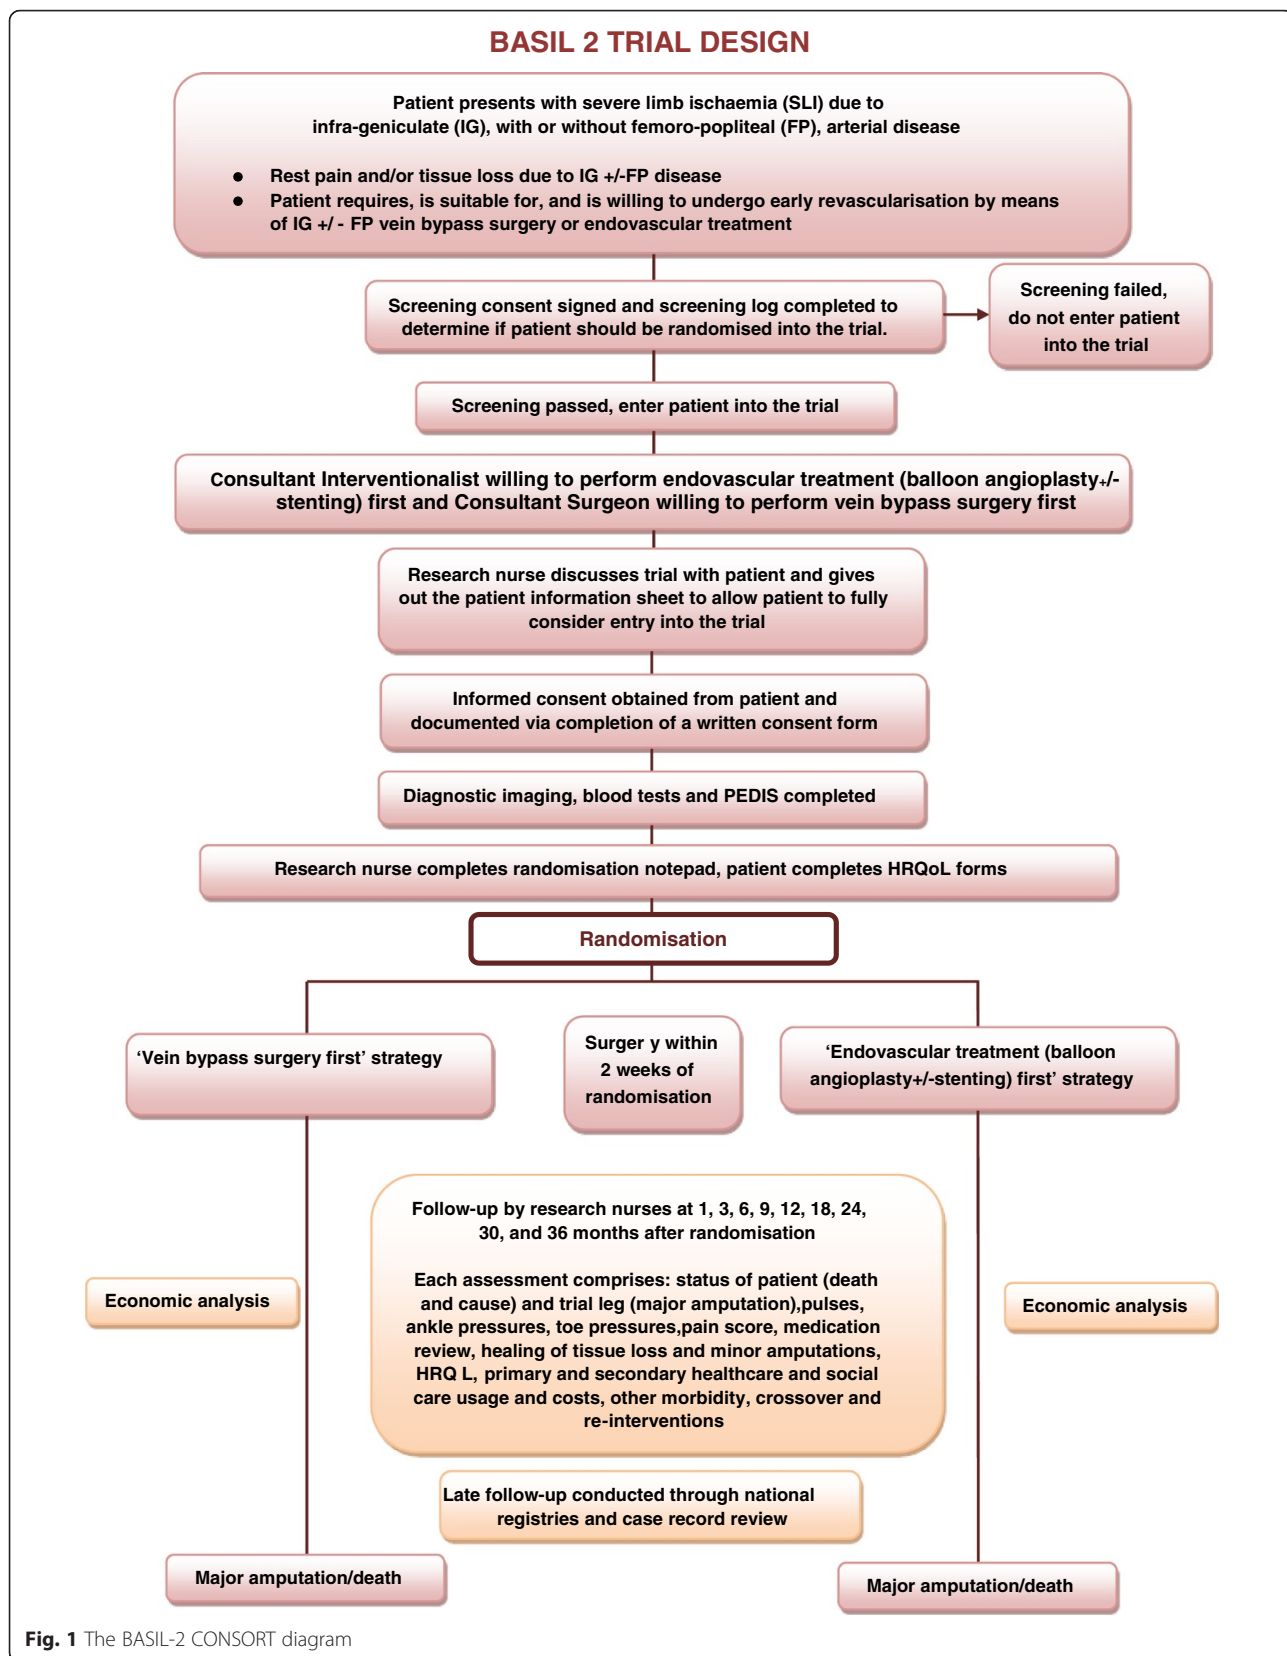 BASIL 2 TRIAL DESIGN
Patient presents with severe limb ischaemia (SLI) due to
infra-geniculate (IG), with or without femoro-popliteal (FP), arterial disease
● Rest pain and/or tissue loss due to IG +/-FP disease
● Patient requires, is suitable for, and is willing to undergo early revascularisation by means
of IG +/ - FP vein bypass surgery or endovascular treatment
Screening consent signed and screening log completed to
determine if patient should be randomised into the trial.
Screening failed,
do not enter patient
into the trial
Screening passed, enter patient into the trial
Consultant Interventionalist willing to perform endovascular treatment (balloon angioplasty+/-
stenting) first and Consultant Surgeon willing to perform vein bypass surgery first
Research nurse discusses trial with patient and gives
out the patient information sheet to allow patient to fully
consider entry into the trial
Informed consent obtained from patient and
documented via completion of a written consent form
Diagnostic imaging, blood tests and PEDIS completed
Research nurse completes randomisation notepad, patient completes HRQoL forms
Randomisation
‘Vein bypass surgery first’ strategy
Surger y within
2 weeks of
randomisation
‘Endovascular treatment (balloon
angioplasty+/-stenting) first’ strategy
Follow-up by research nurses at 1, 3, 6, 9, 12, 18, 24,
30, and 36 months after randomisation
Each assessment comprises: status of patient (death
and cause) and trial leg (major amputation),pulses,
ankle pressures, toe pressures,pain score, medication
review, healing of tissue loss and minor amputations,
HRQ L, primary and secondary healthcare and social
care usage and costs, other morbidity, crossover and
re-interventions
Economic analysis
Economic analysis
Late follow-up conducted through national
registries and case record review
Major amputation/death
Major amputation/death
Fig. 1 The BASIL-2 CONSORT diagram